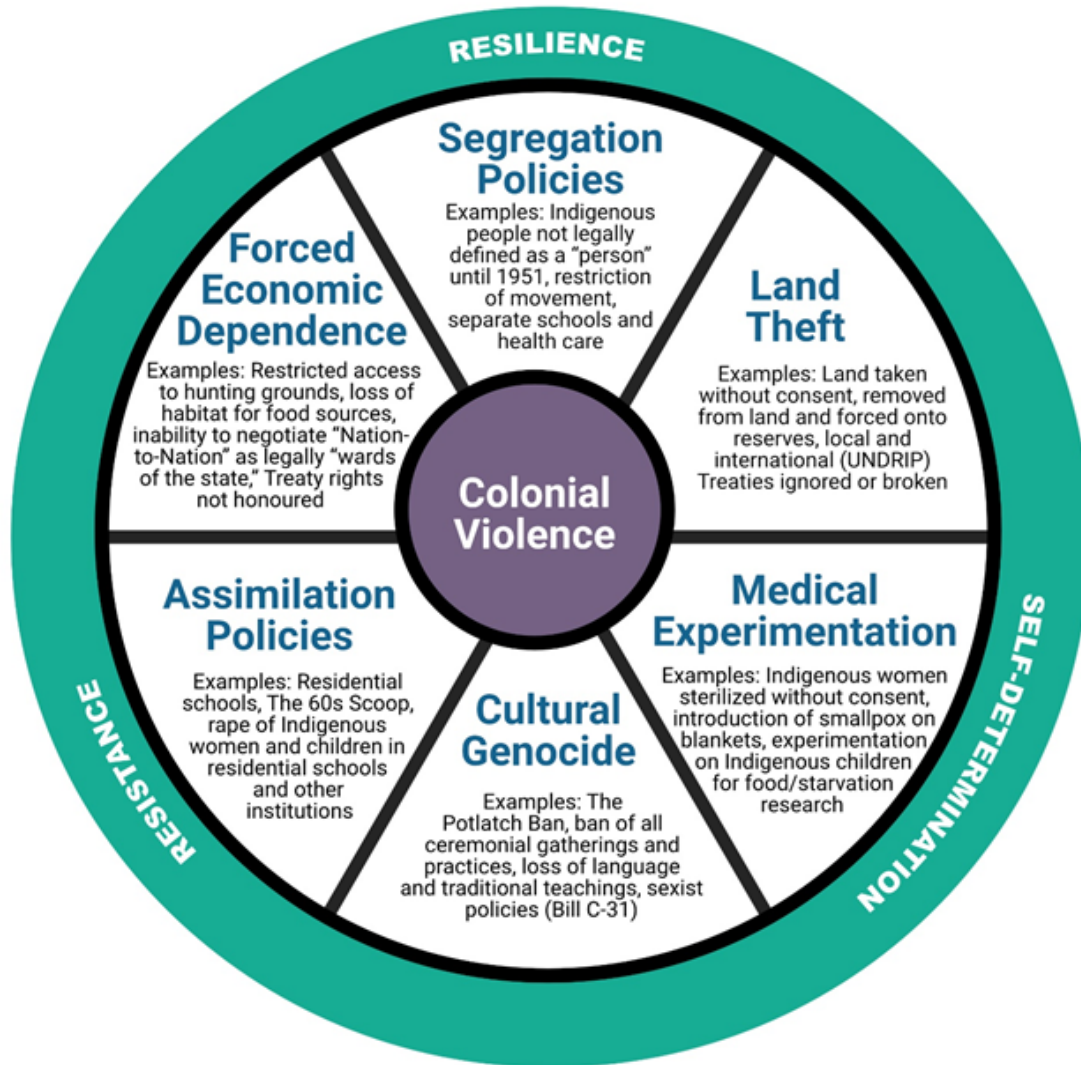 RESILIENCE
Segregation
Policies
Examples: Indigenous
people not legally
defined as a “person”
until 1951, restriction
of movement,
separate schools and
health care
Land
Theft
Examples: Land taken
without consent, removed
from land and forced onto
reserves, local and
international (UNDRIP)
Treaties ignored or broken
Medical
Experimentation
Examples: Indigenous women
sterilized without consent,
introduction of smallpox on
blankets, experimentation
on Indigenous children
for food/starvation
research
Cultural
Genocide
Examples: The
Potlatch Ban, ban of all
ceremonial gatherings and
practices, loss of language
and traditional teachings, sexist
policies (Bill C-31)
Assimilation
Policies
Examples: Residential
schools, The 60s Scoop,
rape of Indigenous
women and children in
residential schools
and other
institutions
Forced
Economic
Dependence
Examples: Restricted access
to hunting grounds, loss of
habitat for food sources,
inability to negotiate “Nation-
to-Nation” as legally “wards
of the state,” Treaty rights
not honoured
Colonial
Violence
SELF-DETERMINATION
RESISTANCE